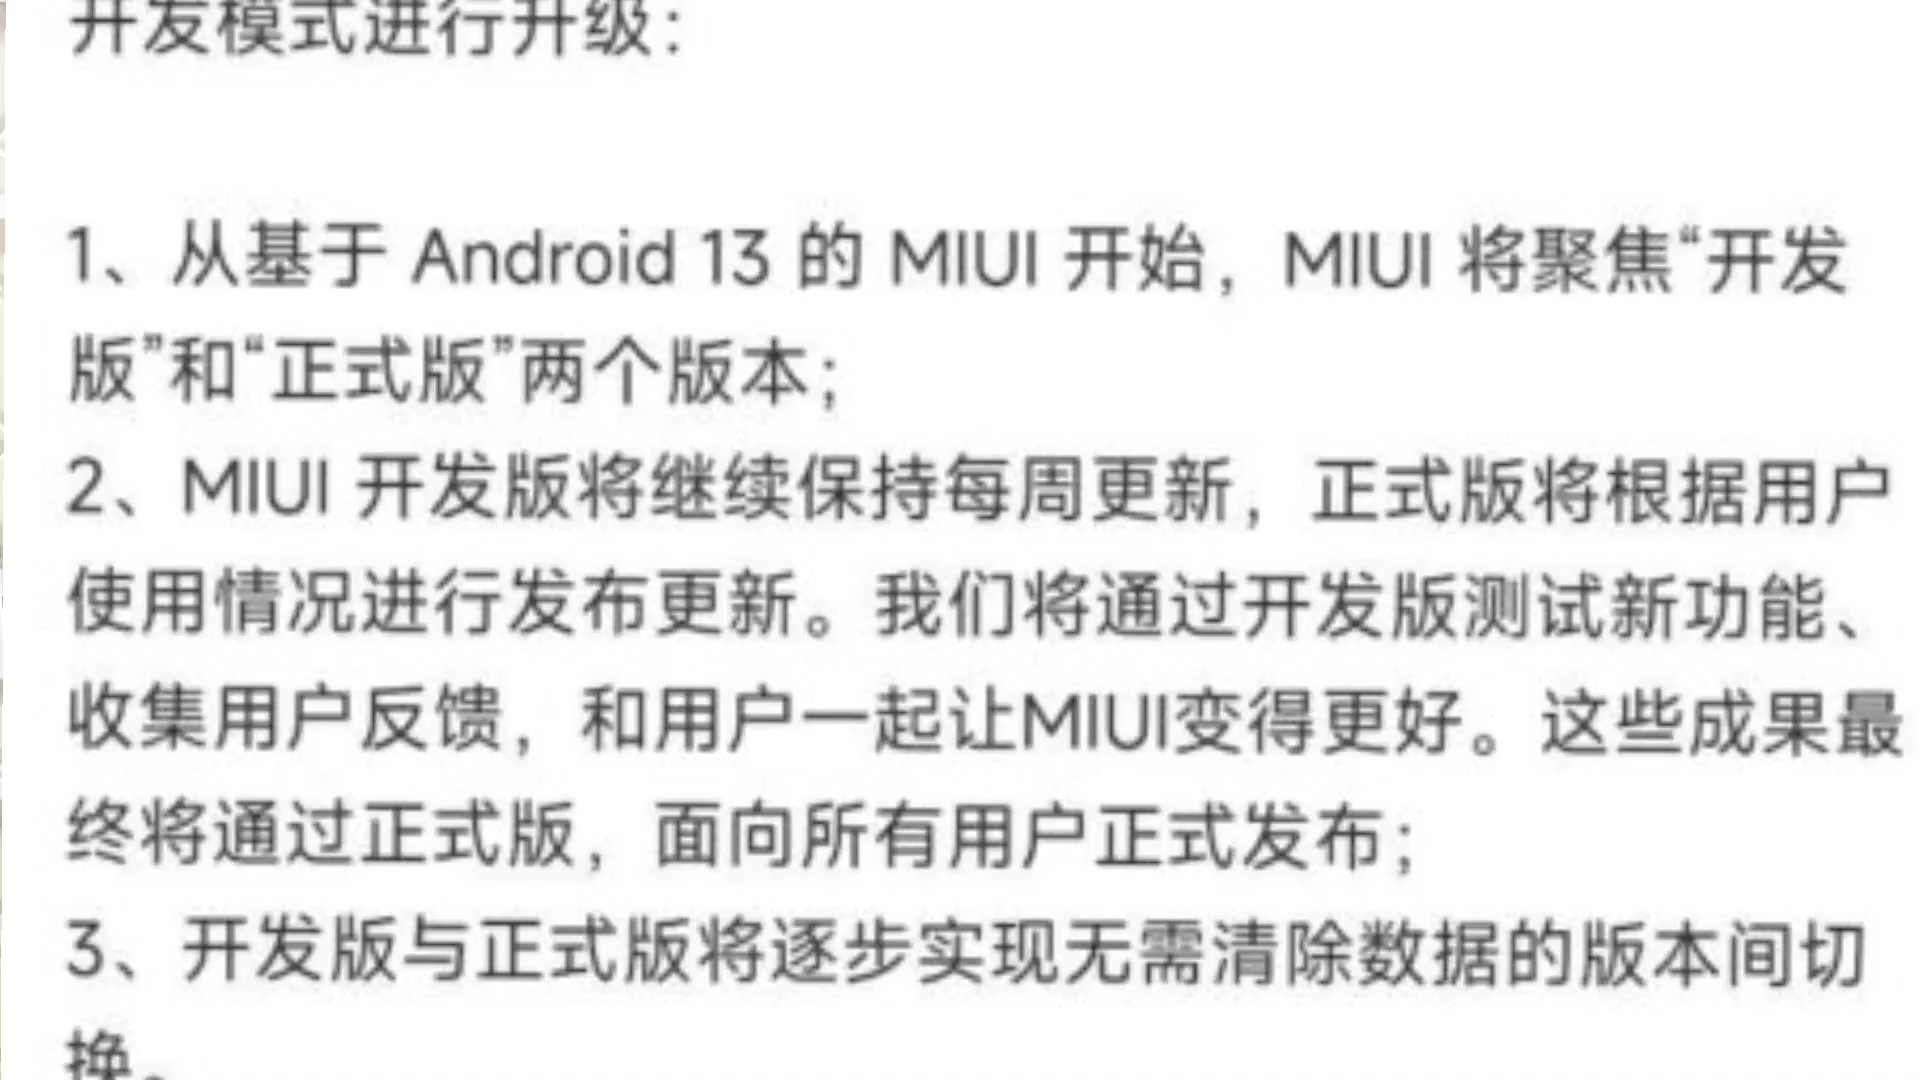 开发模式进行升级：
1、从基于 Android 13 的 MIUI 开始，MIUI 将聚焦“开发
版”和“正式版”两个版本；
2、MIUI 开发版将继续保持每周更新，正式版将根据用户
使用情况进行发布更新。我们将通过开发版测试新功能、
收集用户反馈，和用户一起让MIUI变得更好。这些成果最
终将通过正式版，面向所有用户正式发布；
3、开发版与正式版将逐步实现无需清除数据的版本间切
换。